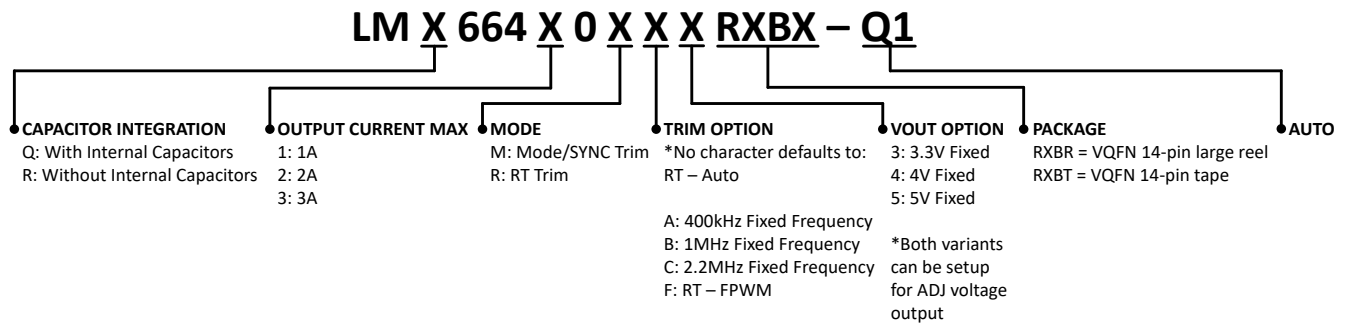 LM X 664 X 0 X X X RXBX – Q1
CAPACITOR INTEGRATION
Q: With Internal Capacitors
R: Without Internal Capacitors
OUTPUT CURRENT MAX
1: 1A
2: 2A
3: 3A
MODE
M: Mode/SYNC Trim
R: RT Trim
TRIM OPTION
*No character defaults to:
RT – Auto
A: 400kHz Fixed Frequency
B: 1MHz Fixed Frequency
C: 2.2MHz Fixed Frequency
F: RT – FPWM
VOUT OPTION
3: 3.3V Fixed
4: 4V Fixed
5: 5V Fixed
*Both variants
can be setup
for ADJ voltage
output
PACKAGE
RXBR = VQFN 14-pin large reel
RXBT = VQFN 14-pin tape
AUTO